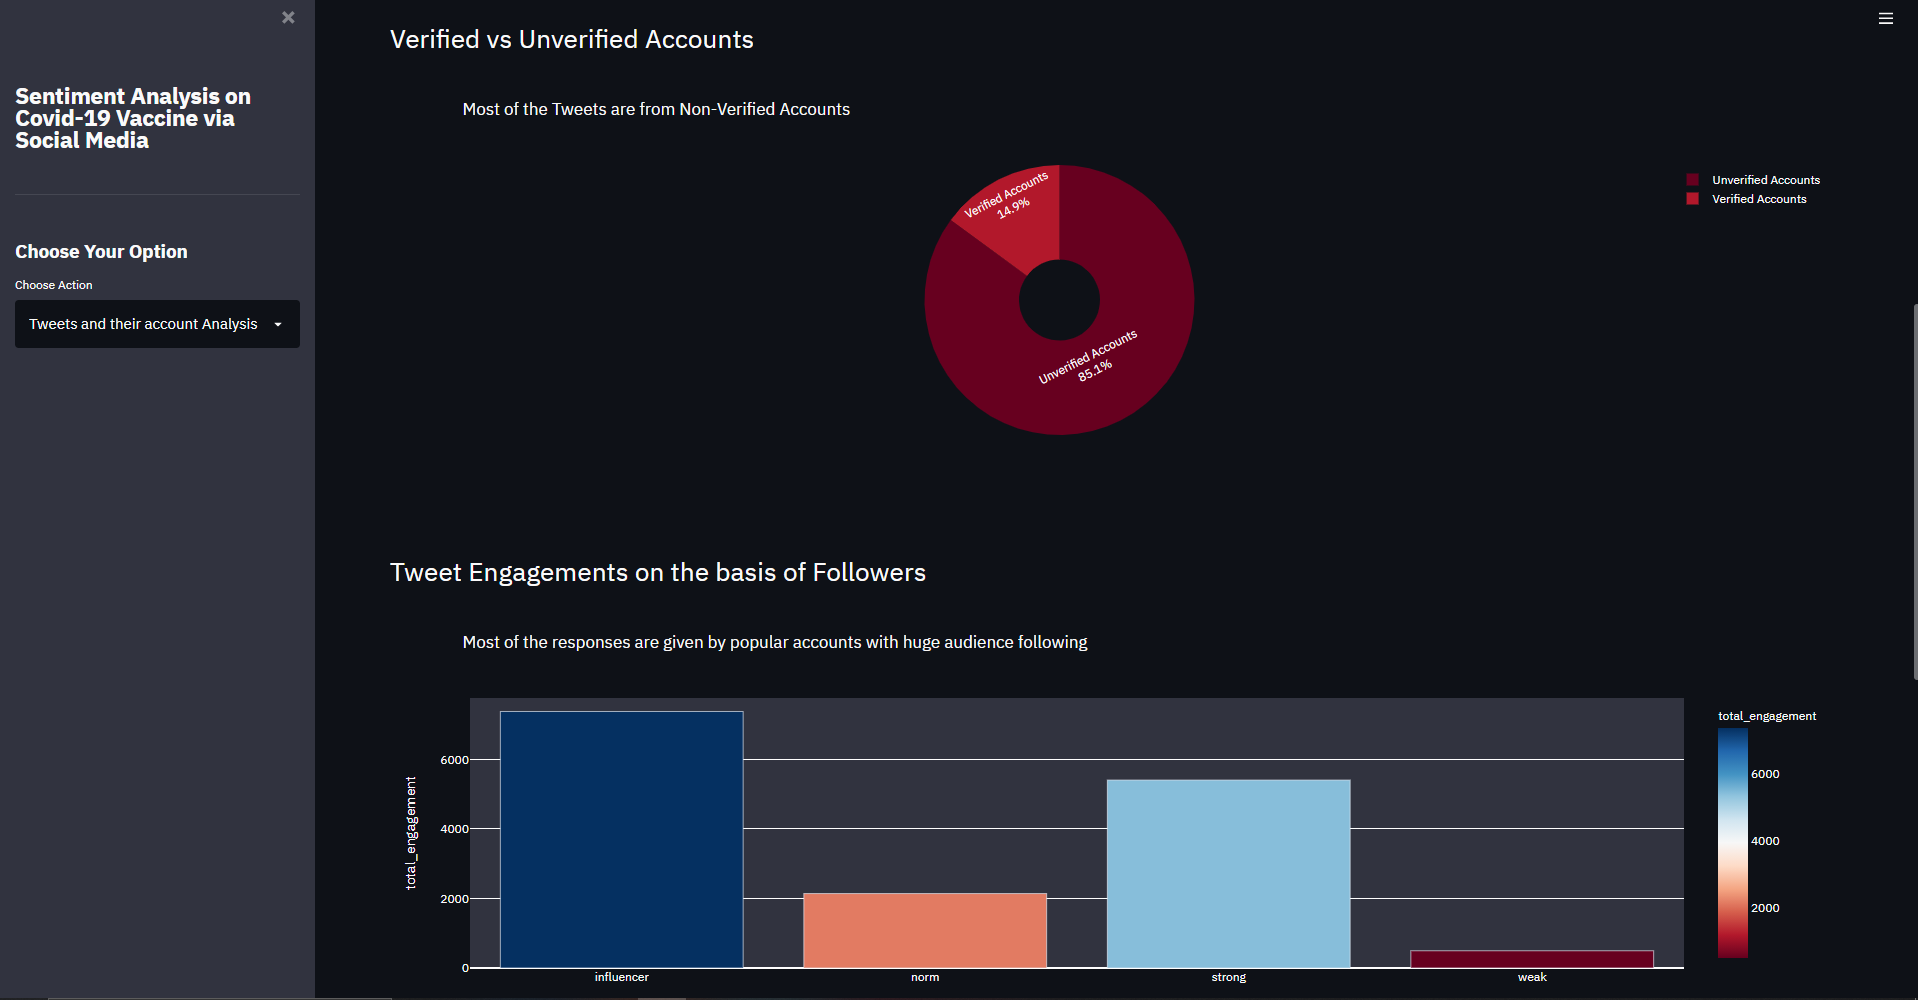 Sentiment Analysis on
Covid-19 Vaccine via
Social Media
Choose Your Option
Choose Action
Tweets and their account Analysis
Verified vs Unverified Accounts
Most of the Tweets are from Non-Verified Accounts
Verified Accounts
14.9%
Unverified Accounts
85.1%
Unverified Accounts
Verified Accounts
Tweet Engagements on the basis of Followers
Most of the responses are given by popular accounts with huge audience following
total_engagement
6000
4000
2000
0
influencer
norm
strong
weak
total_engagement
6000
4000
2000